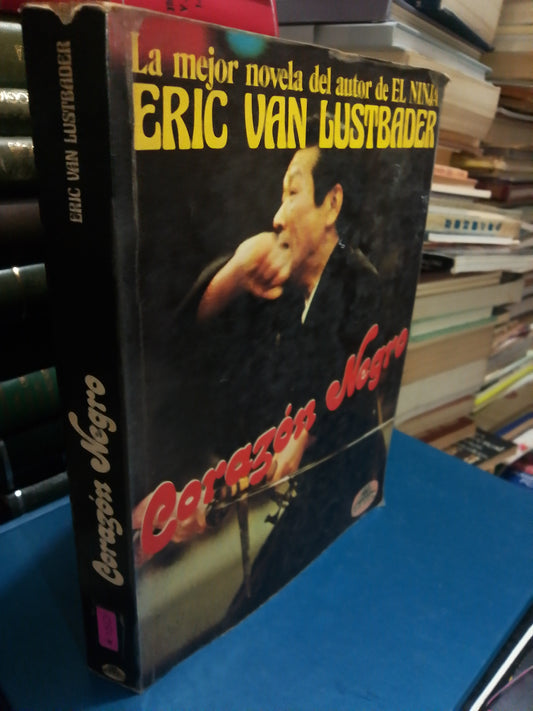 La mejor novela del autor de EL NINJA
ERIC VAN LUSTBADER
Corazón Negro
ERIC VAN LUSTBADER
Corazón Negro